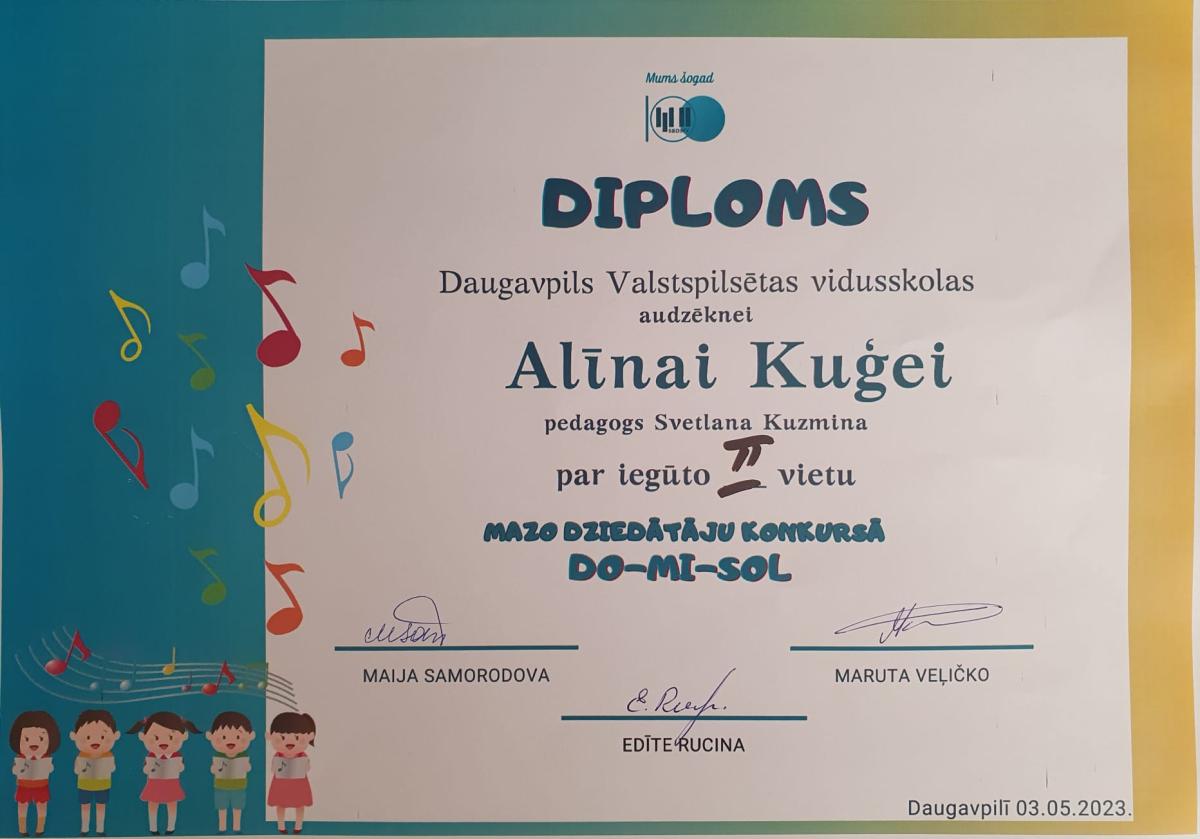 Mums šogad
DIPLOMS
Daugavpils Valstspilsētas vidusskolas
audzēknei
Alīnai Kuģei
pedagogs Svetlana Kuzmina
par iegūto II vietu
MAZO DZIEDĀTĀJU KONKURSĀ
DO-MI-SOL
MAIJA SAMORODOVA
MARUTA VEĻIČKO
EDĪTE RUCINA
Daugavpilī 03.05.2023.